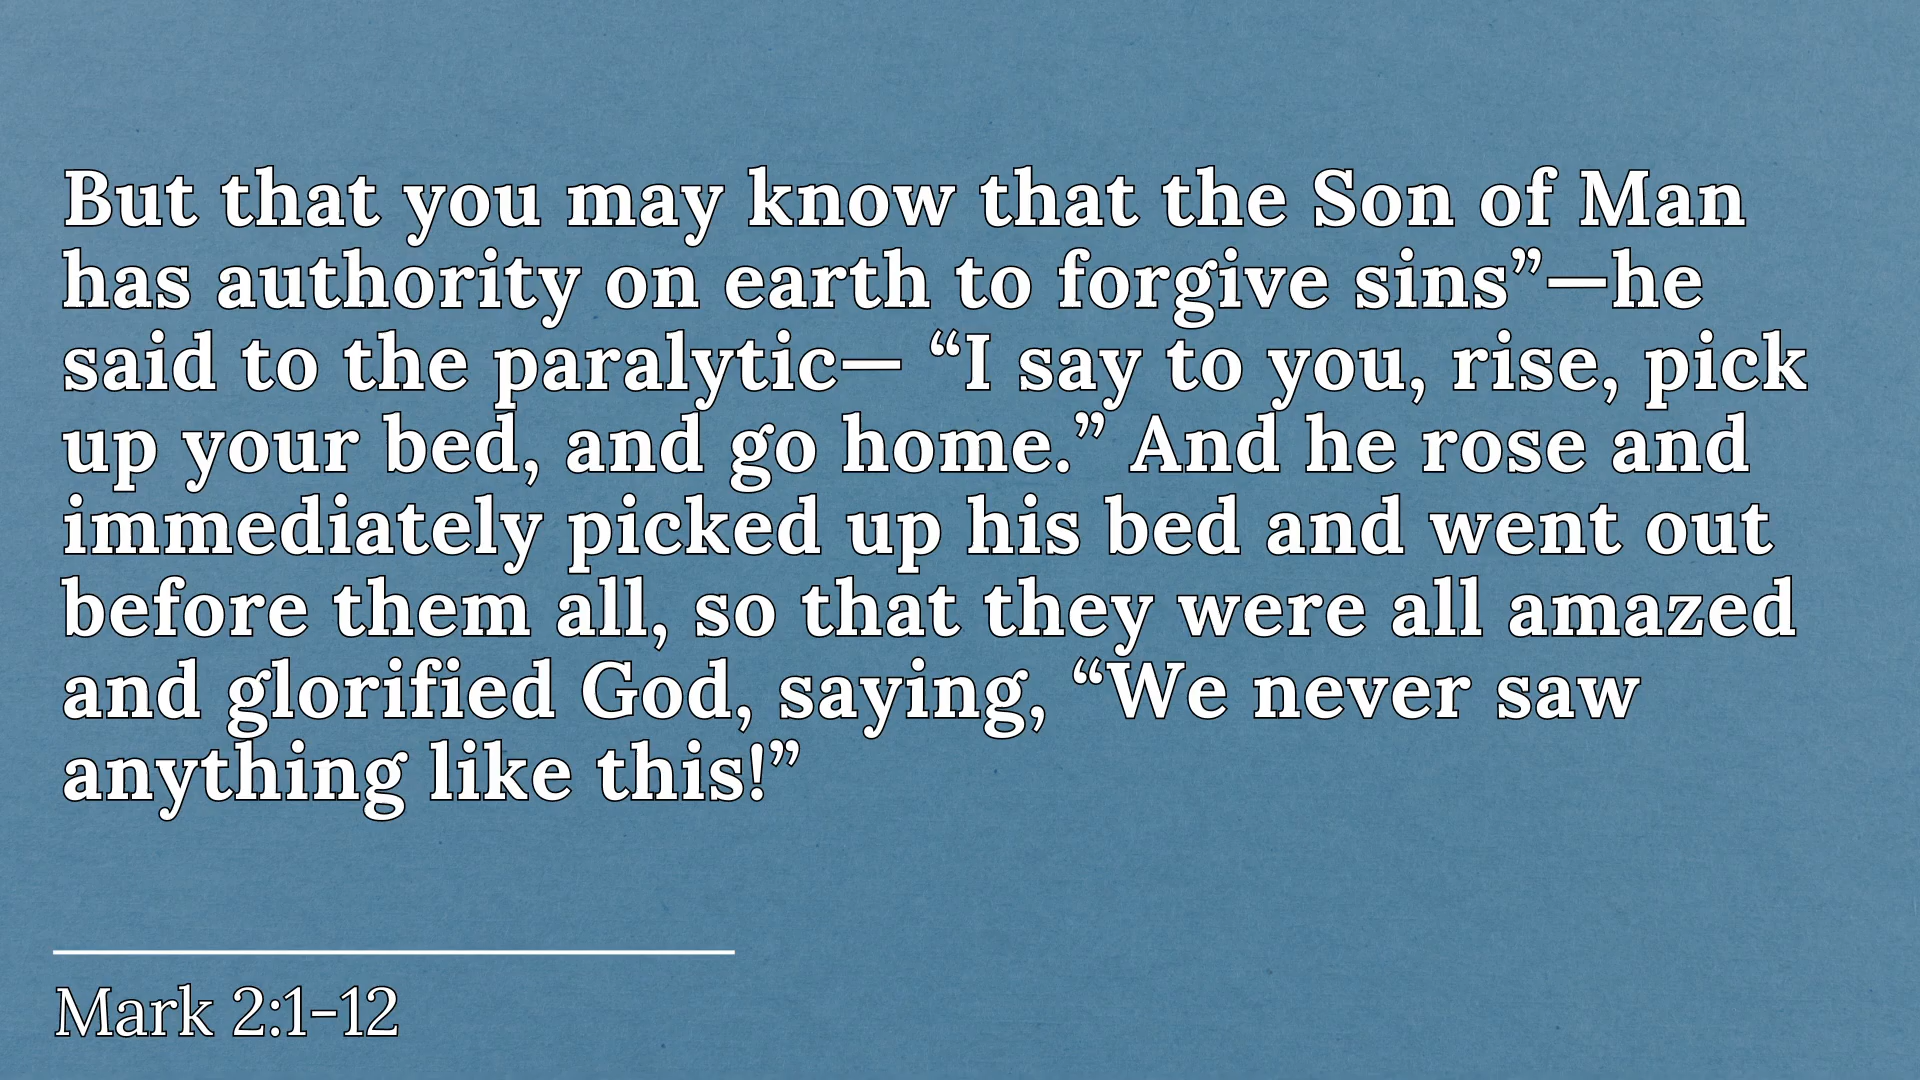 But that you may know that the Son of Man
has authority on earth to forgive sins”—he
said to the paralytic— “I say to you, rise, pick
up your bed, and go home.” And he rose and
immediately picked up his bed and went out
before them all, so that they were all amazed
and glorified God, saying, “We never saw
anything like this!”
Mark 2:1–12